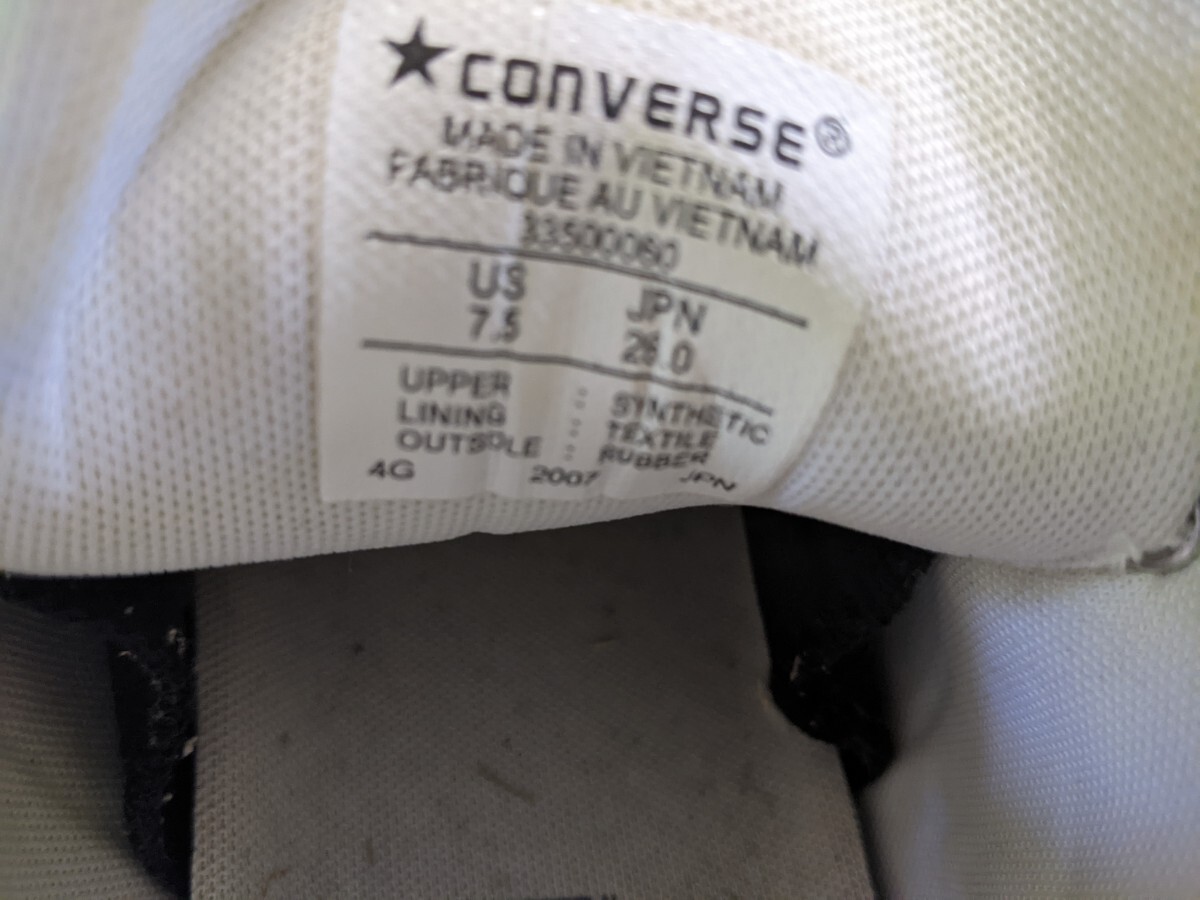 ★CONVERSE®
MADE IN VIETNAM
FABRIQUE AU VIETNAM
33500060
US JPN
7.5 26.0
UPPER : SYNTHETIC
LINING : TEXTILE
OUTSOLE : RUBBER
4G 2007 JPN